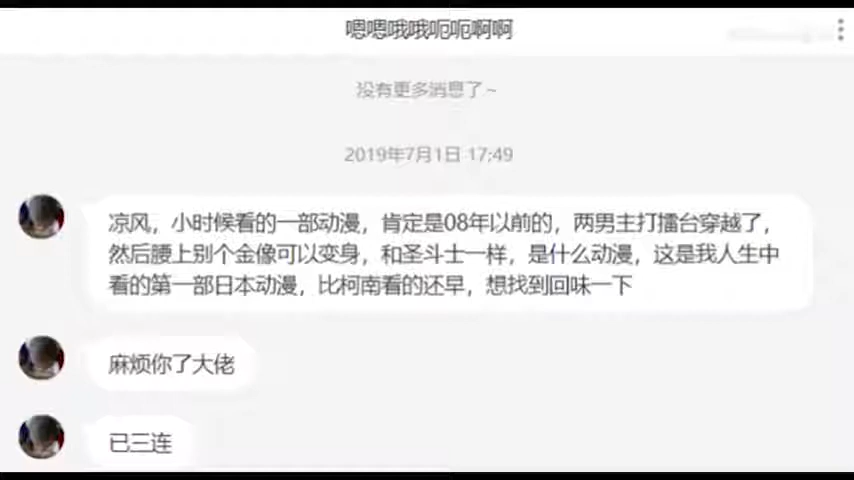 嗯嗯哦哦呃呃啊啊
没有更多消息了~
2019年7月1日 17:49
凉风，小时候看的一部动漫，肯定是08年以前的，两男主打擂台穿越了，
然后腰上别个金像可以变身，和圣斗士一样，是什么动漫，这是我人生中
看的第一部日本动漫，比柯南看的还早，想找到回味一下
麻烦你了大佬
已三连